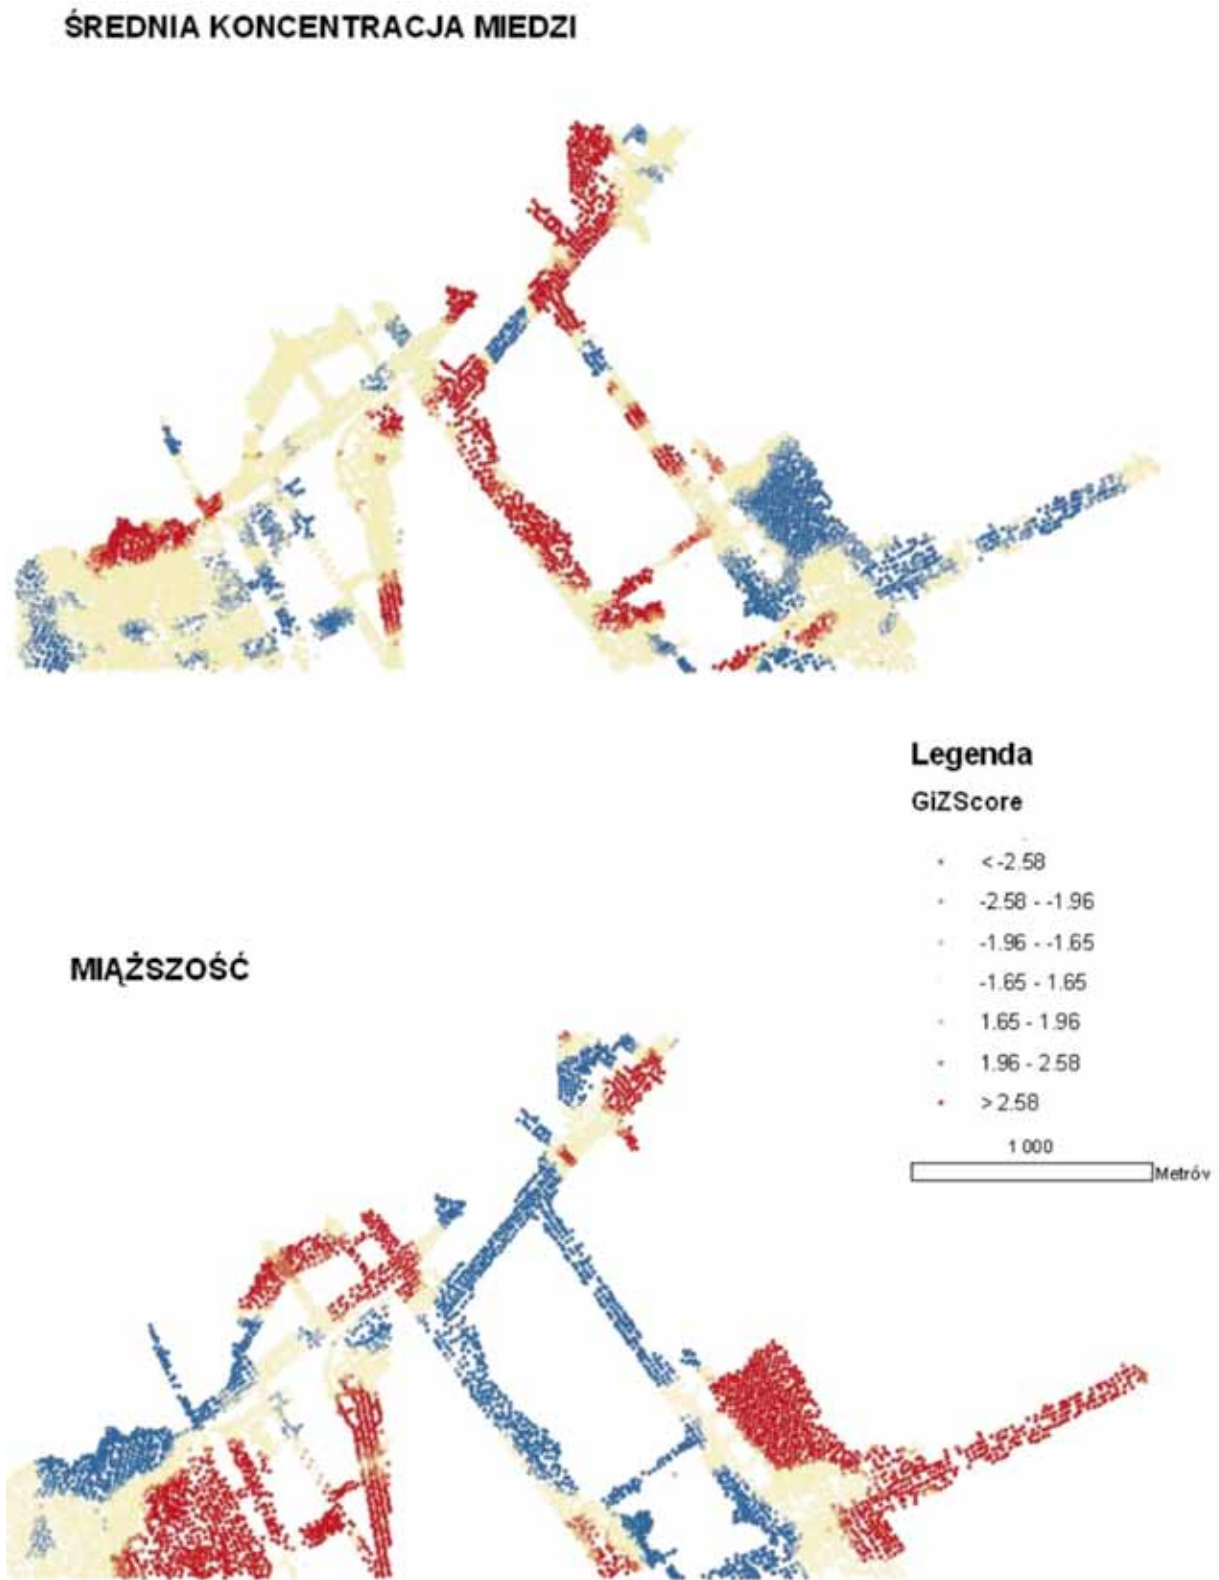 ŚREDNIA KONCENTRACJA MIEDZI
Legenda
GiZScore
< -2.58
-2.58 - -1.96
-1.96 - -1.65
-1.65 - 1.65
1.65 - 1.96
1.96 - 2.58
> 2.58
1 000
Metróv
MIĄŻSZOŚĆ